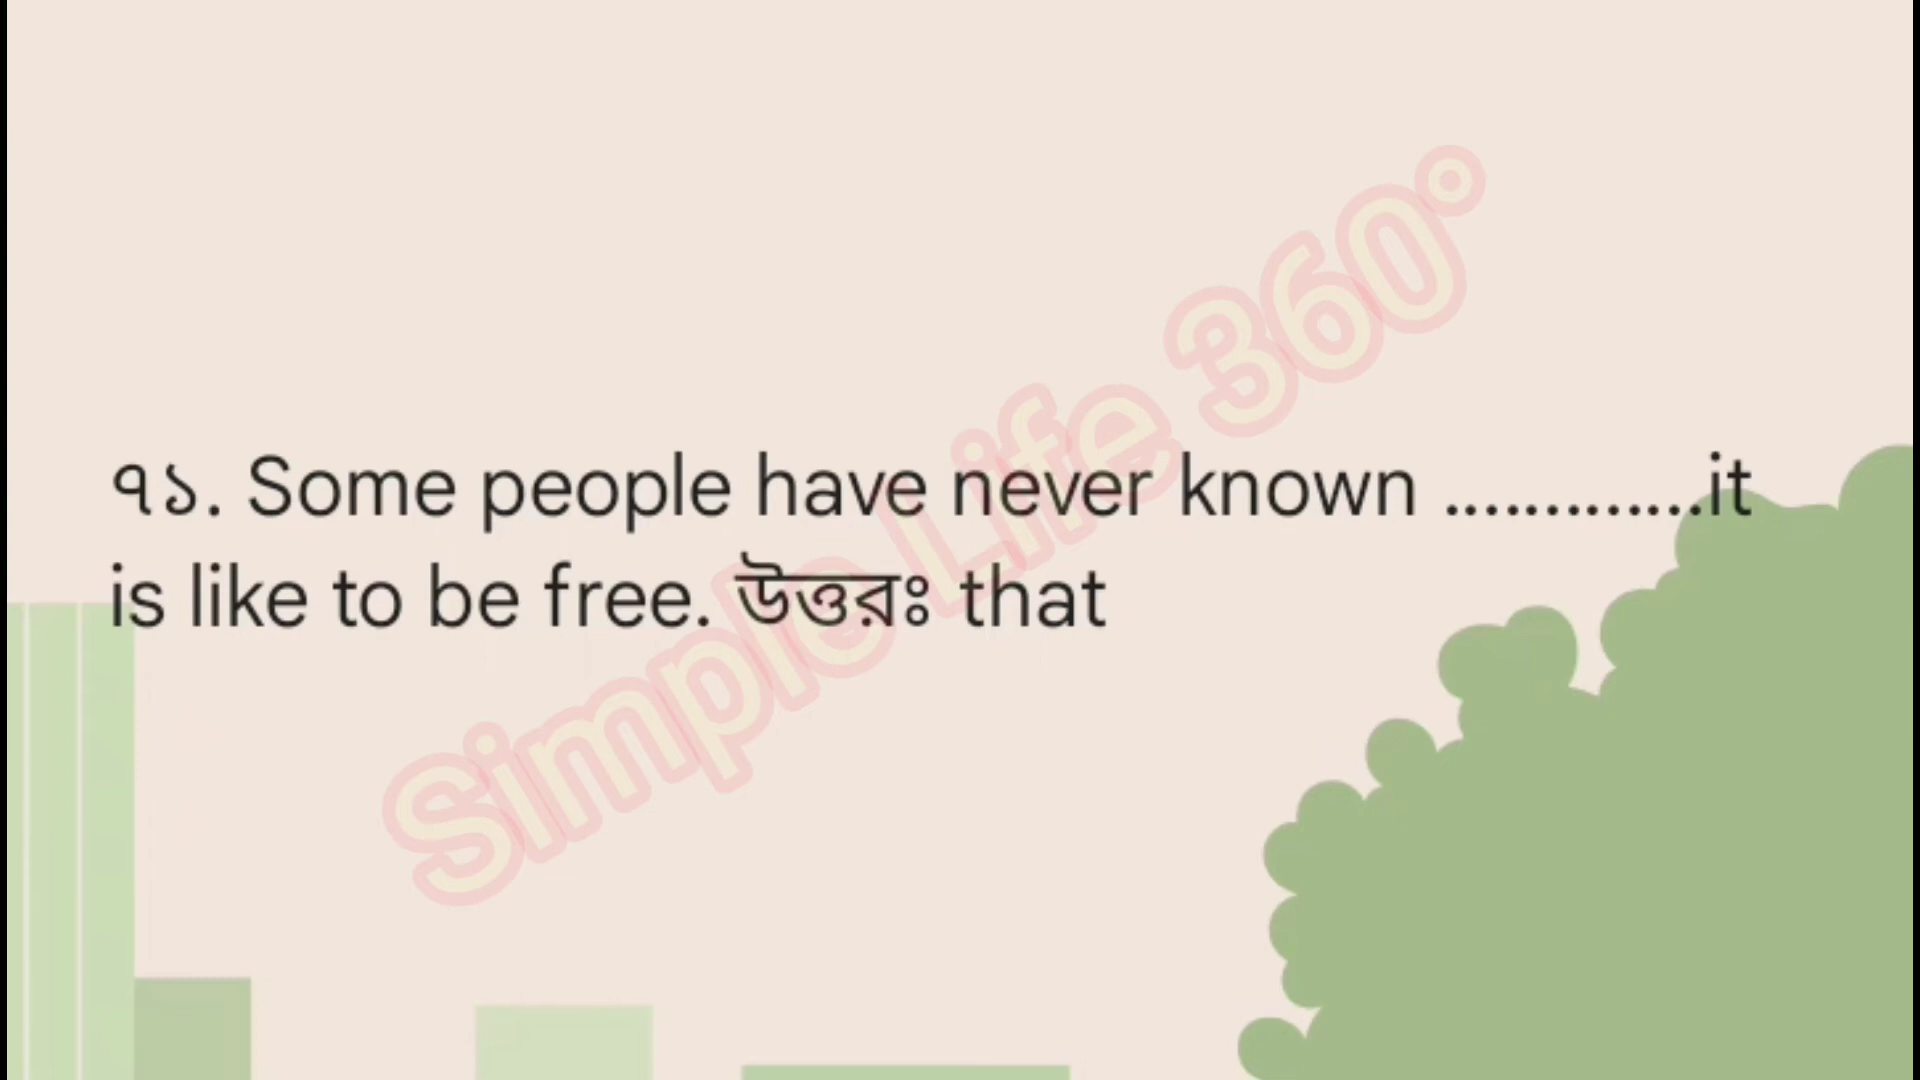 ৭১. Some people have never known .............it
is like to be free. উত্তরঃ that
Simple Life 360°